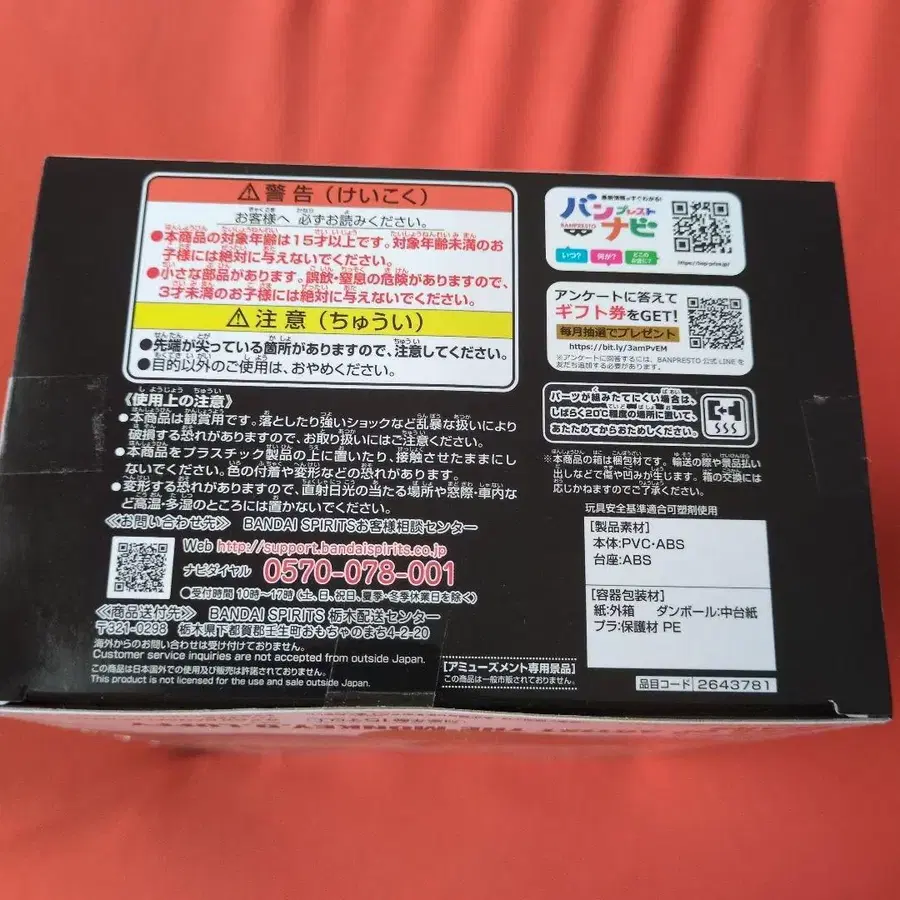 ⚠警告（けいこく）
お客様へ 必ずお読みください。
●本商品の対象年齢は15才以上です。対象年齢未満のお
子様には絶対に与えないでください。
●小さな部品があります。誤飲・窒息の危険がありますので、
3才未満のお子様には絶対に与えないでください。
⚠注意（ちゅうい）
●先端が尖っている箇所がありますので、注意してください。
●目的以外のご使用は、おやめください。
《使用上の注意》
●本商品は観賞用です。落としたり強いショックなど乱暴な扱いにより
破損する恐れがありますので、お取り扱いにはご注意ください。
●本商品をプラスチック製品の上に置いたり、接触させたままにし
ないでください。色の付着や変形などの恐れがあります。
●変形する恐れがありますので、直射日光の当たる場所や窓際・車内な
ど高温・多湿のところには置かないでください。
《お問い合わせ先》 BANDAI SPIRITSお客様相談センター
Web http://support.bandaispirits.co.jp
ナビダイヤル 0570-078-001
●受付時間 10時〜17時（土、日、祝日、夏季・冬季休業日を除く）
《商品送付先》 BANDAI SPIRITS 栃木配送センター
〒321-0298 栃木県下都賀郡壬生町おもちゃのまち4-2-20
海外からのお問い合わせは受け付けておりません。
Customer service inquiries are not accepted from outside Japan.
この商品は日本国外での使用及び販売は許諾されておりません。
This product is not licensed for the use and sale outside Japan.
[アミューズメント専用景品]
この商品は一般市販されておりません。
最新情報がすぐわかる!
バンプレストナビ
BANPRESTO
いつ? 何が? どこのお店に?
アンケートに答えて
ギフト券をGET!
毎月抽選でプレゼント
https://bit.ly/3amPvEM
※アンケートに回答するには、BANPRESTO 公式 LINE を
友だち追加する必要があります。
パーツが組みたてにくい場合は、
しばらく20℃程度の場所に置いて、
あたためてからおためしください。
※本商品の箱は梱包材です。輸送の際や景品払い
出しなどで傷や凹みが生じます。箱の交換には
応じかねますのでご了承ください。
玩具安全基準適合可塑剤使用
[製品素材]
本体:PVC・ABS
台座:ABS
[容器包装材]
紙:外箱 ダンボール:中台紙
プラ:保護材 PE
品目コード 2643781